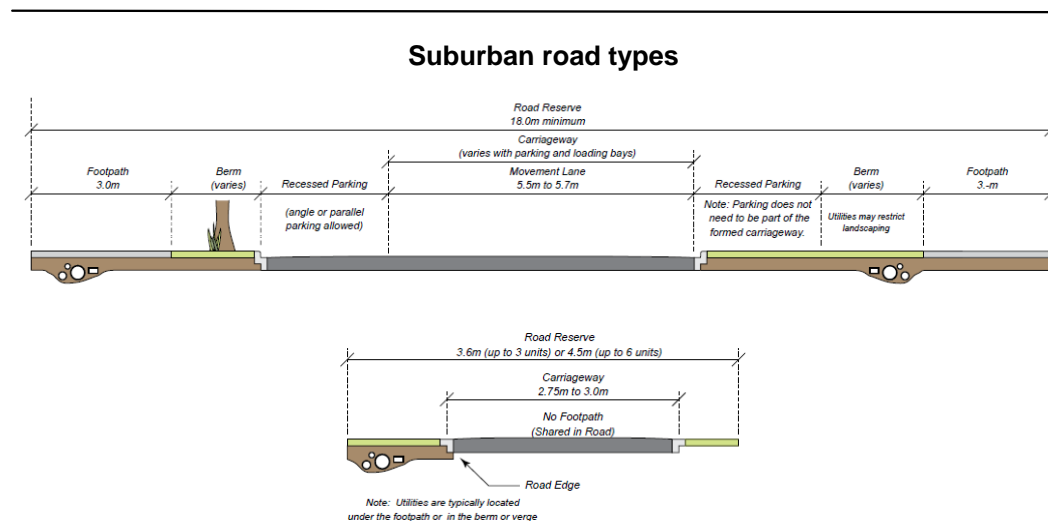 Suburban road types
Road Reserve
18.0m minimum
Carriageway
(varies with parking and loading bays)
Footpath
3.0m
Berm
(varies)
Recessed Parking
Movement Lane
5.5m to 5.7m
Recessed Parking
Berm
(varies)
Footpath
3.-m
(angle or parallel
parking allowed)
Note: Parking does not
need to be part of the
formed carriageway.
Utilities may restrict
landscaping
Road Reserve
3.6m (up to 3 units) or 4.5m (up to 6 units)
Carriageway
2.75m to 3.0m
No Footpath
(Shared in Road)
Road Edge
Note: Utilities are typically located
under the footpath or in the berm or verge